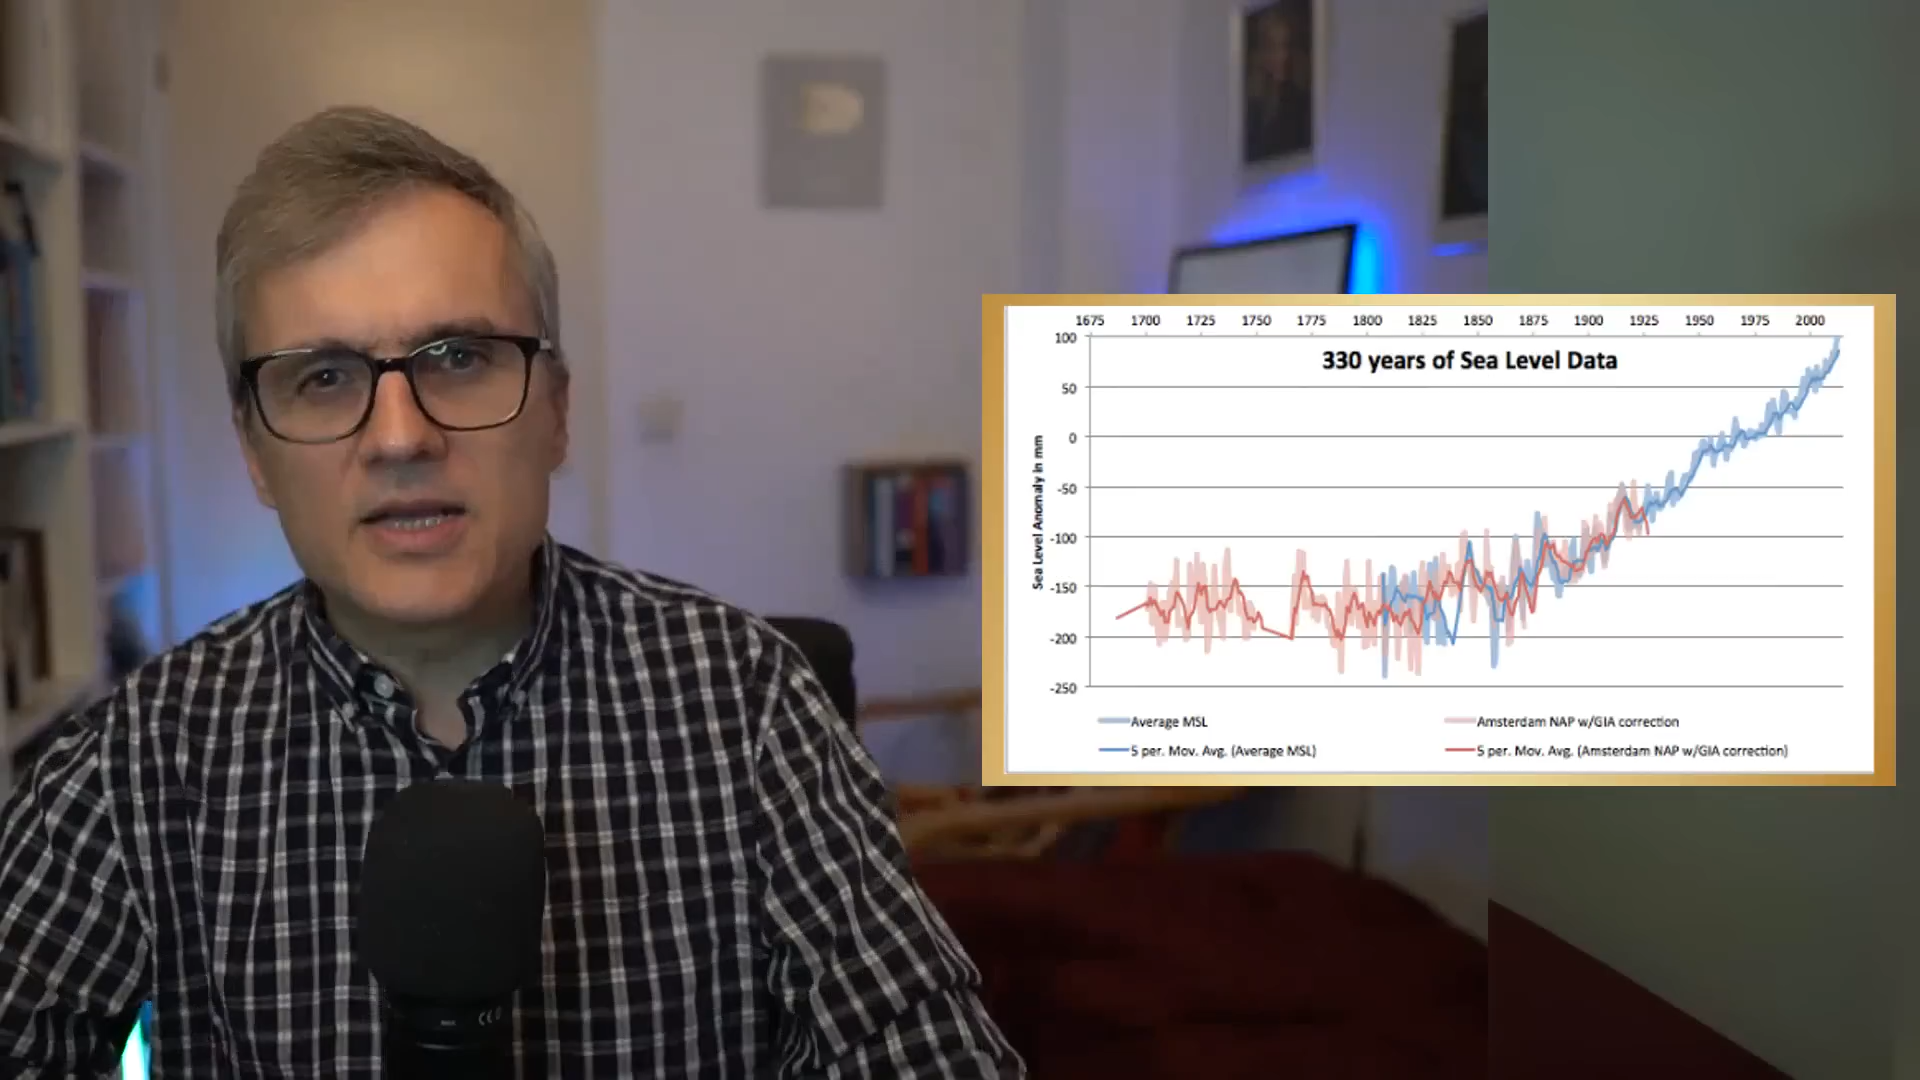 1675 1700 1725 1750 1775 1800 1825 1850 1875 1900 1925 1950 1975 2000
330 years of Sea Level Data
100
50
0
-50
-100
-150
-200
-250
Sea Level Anomaly in mm
Average MSL
Amsterdam NAP w/GIA correction
5 per. Mov. Avg. (Average MSL)
5 per. Mov. Avg. (Amsterdam NAP w/GIA correction)
CE